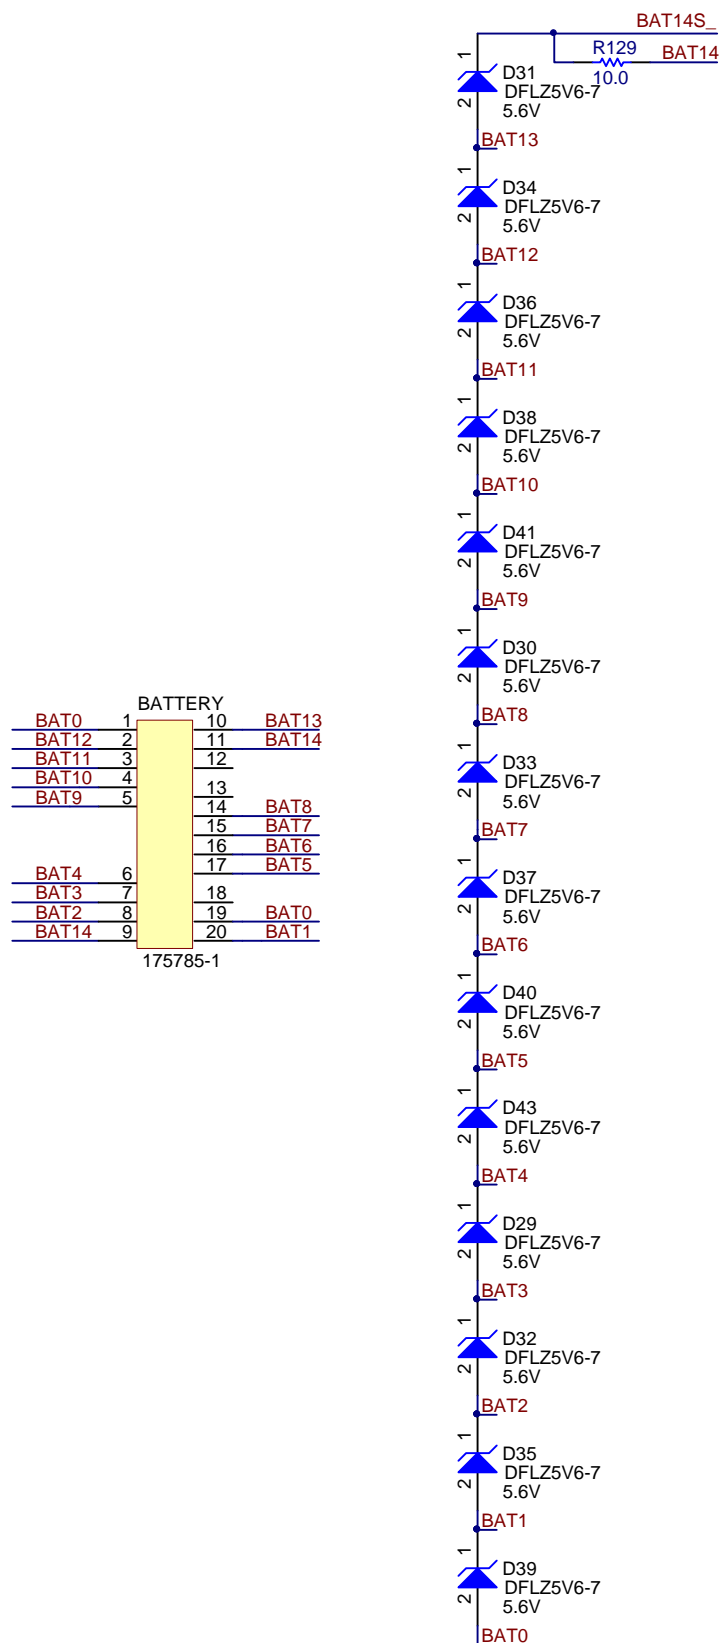 BAT14S_
R129
BAT14
10.0
1
D31
DFLZ5V6-7
2
5.6V
BAT13
1
D34
DFLZ5V6-7
2
5.6V
BAT12
1
D36
DFLZ5V6-7
2
5.6V
BAT11
1
D38
DFLZ5V6-7
2
5.6V
BAT10
1
D41
DFLZ5V6-7
2
5.6V
BAT9
1
D30
DFLZ5V6-7
2
5.6V
BAT8
1
D33
DFLZ5V6-7
2
5.6V
BAT7
1
D37
DFLZ5V6-7
2
5.6V
BAT6
1
D40
DFLZ5V6-7
2
5.6V
BAT5
1
D43
DFLZ5V6-7
2
5.6V
BAT4
1
D29
DFLZ5V6-7
2
5.6V
BAT3
1
D32
DFLZ5V6-7
2
5.6V
BAT2
1
D35
DFLZ5V6-7
2
5.6V
BAT1
1
D39
DFLZ5V6-7
2
5.6V
BAT0
BATTERY
BAT0 1 10 BAT13
BAT12 2 11 BAT14
BAT11 3 12
BAT10 4
13
BAT9 5
14 BAT8
15 BAT7
16 BAT6
17 BAT5
BAT4 6
BAT3 7 18
BAT2 8 19 BAT0
BAT14 9 20 BAT1
175785-1